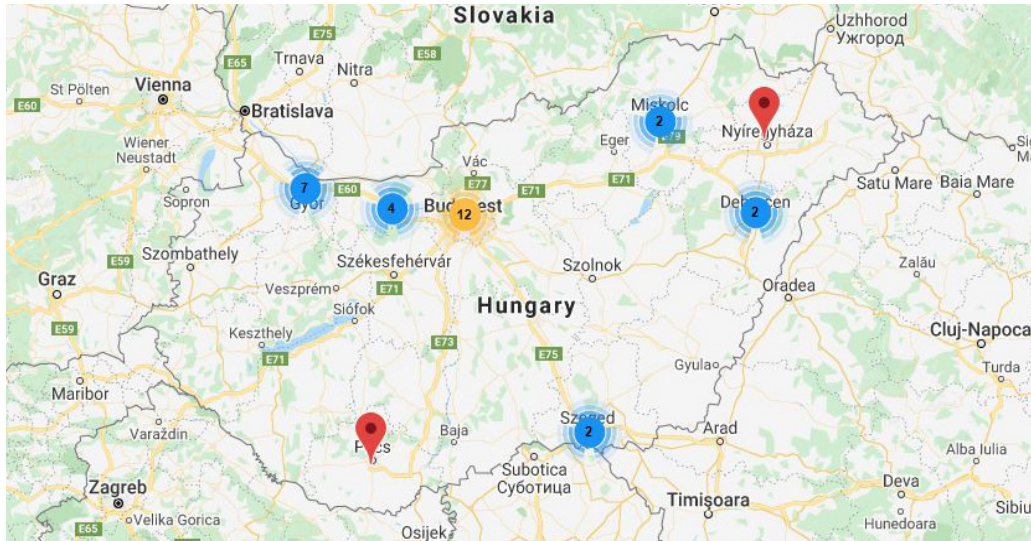 Slovakia
Uzhhorod
Ужгород
E75
E58
E65
Trnava
Nitra
Vienna
St Pölten
E60
Bratislava
Miskolc
2
E79
Nyíregyháza
Wiener
Neustadt
Eger
Vác
E77
E71
E71
Satu Mare
Baia Mare
Sopron
7
Győr
E60
4
Budapest
12
Debrecen
2
Szombathely
E59
Székesfehérvár
E71
Szolnok
Zalău
Graz
Veszprém
Oradea
Siófok
Hungary
E59
Keszthely
E71
E73
E75
Cluj-Napoca
Gyula
Turda
Maribor
Varaždin
Pécs
Baja
Szeged
2
Arad
Alba Iulia
Subotica
Суботица
Zagreb
Timișoara
Deva
Sibiu
E65
Velika Gorica
Osijek
Hunedoara